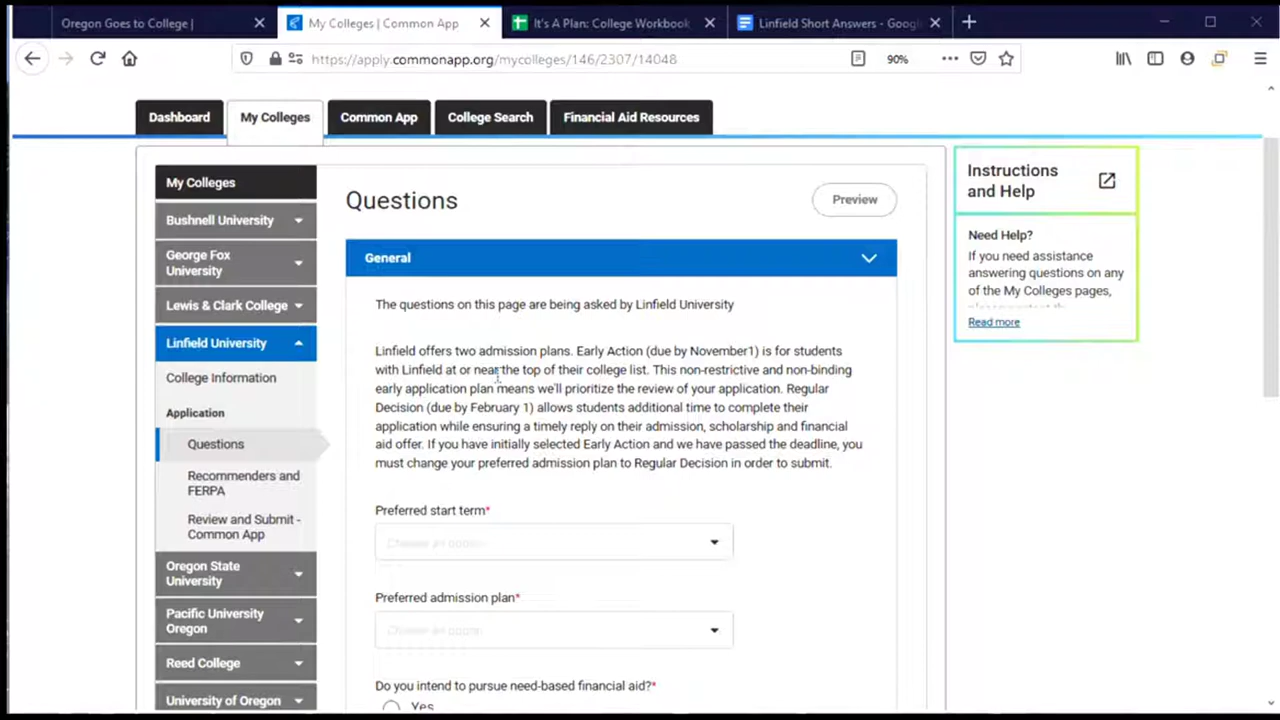 Oregon Goes to College |
My Colleges | Common App
It's A Plan: College Workbook
Linfield Short Answers - Googl
https://apply.commonapp.org/mycolleges/146/2307/14048
90%
Dashboard
My Colleges
Common App
College Search
Financial Aid Resources
My Colleges
Bushnell University
George Fox
University
Lewis & Clark College
Linfield University
College Information
Application
Questions
Recommenders and
FERPA
Review and Submit -
Common App
Oregon State
University
Pacific University
Oregon
Reed College
University of Oregon
Questions
Preview
General
The questions on this page are being asked by Linfield University
Linfield offers two admission plans. Early Action (due by November1) is for students
with Linfield at or near the top of their college list. This non-restrictive and non-binding
early application plan means we'll prioritize the review of your application. Regular
Decision (due by February 1) allows students additional time to complete their
application while ensuring a timely reply on their admission, scholarship and financial
aid offer. If you have initially selected Early Action and we have passed the deadline, you
must change your preferred admission plan to Regular Decision in order to submit.
Preferred start term*
Choose an option
Preferred admission plan*
Choose an option
Do you intend to pursue need-based financial aid?*
Yes
Instructions
and Help
Need Help?
If you need assistance
answering questions on any
of the My Colleges pages,
Read more